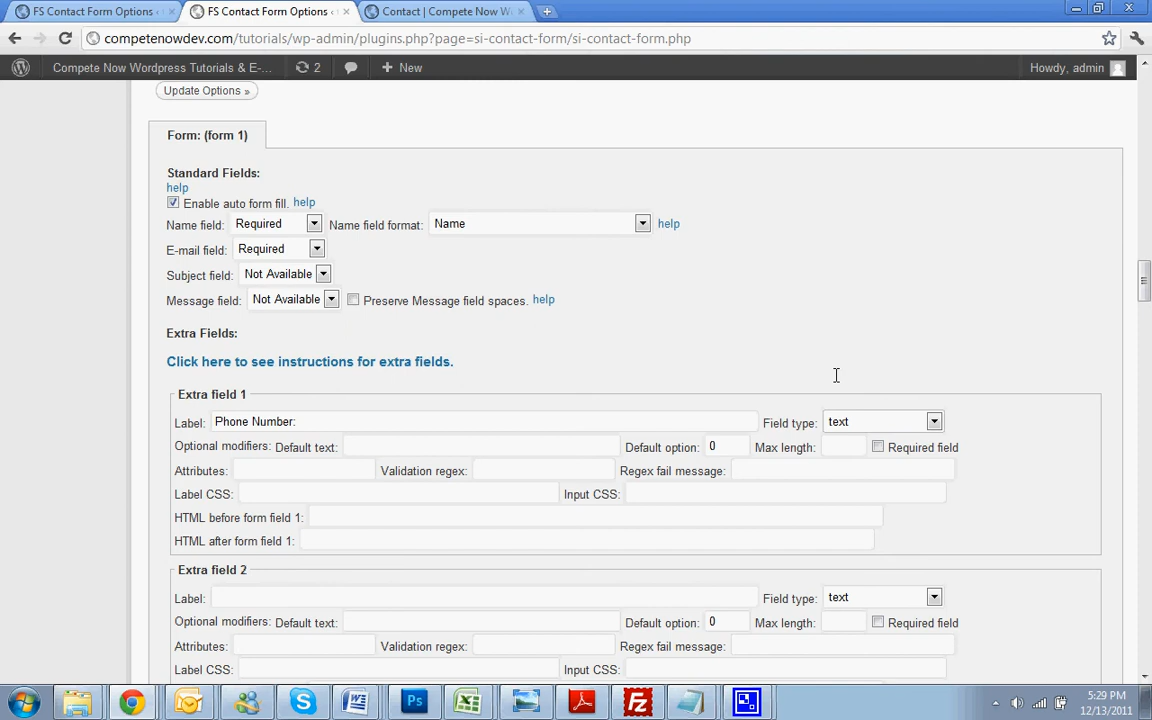 FS Contact Form Options ‹
FS Contact Form Options ‹
Contact | Compete Now W
competenowdev.com/tutorials/wp-admin/plugins.php?page=si-contact-form/si-contact-form.php
Compete Now Wordpress Tutorials & E-... 2 New Howdy, admin
Update Options »
Form: (form 1)
Standard Fields:
help
Enable auto form fill. help
Name field: Required Name field format: Name help
E-mail field: Required
Subject field: Not Available
Message field: Not Available Preserve Message field spaces. help
Extra Fields:
Click here to see instructions for extra fields.
Extra field 1
Label: Phone Number: Field type: text
Optional modifiers: Default text: Default option: 0 Max length: Required field
Attributes: Validation regex: Regex fail message:
Label CSS: Input CSS:
HTML before form field 1:
HTML after form field 1:
Extra field 2
Label: Field type: text
Optional modifiers: Default text: Default option: 0 Max length: Required field
Attributes: Validation regex: Regex fail message:
Label CSS: Input CSS:
5:29 PM
12/13/2011